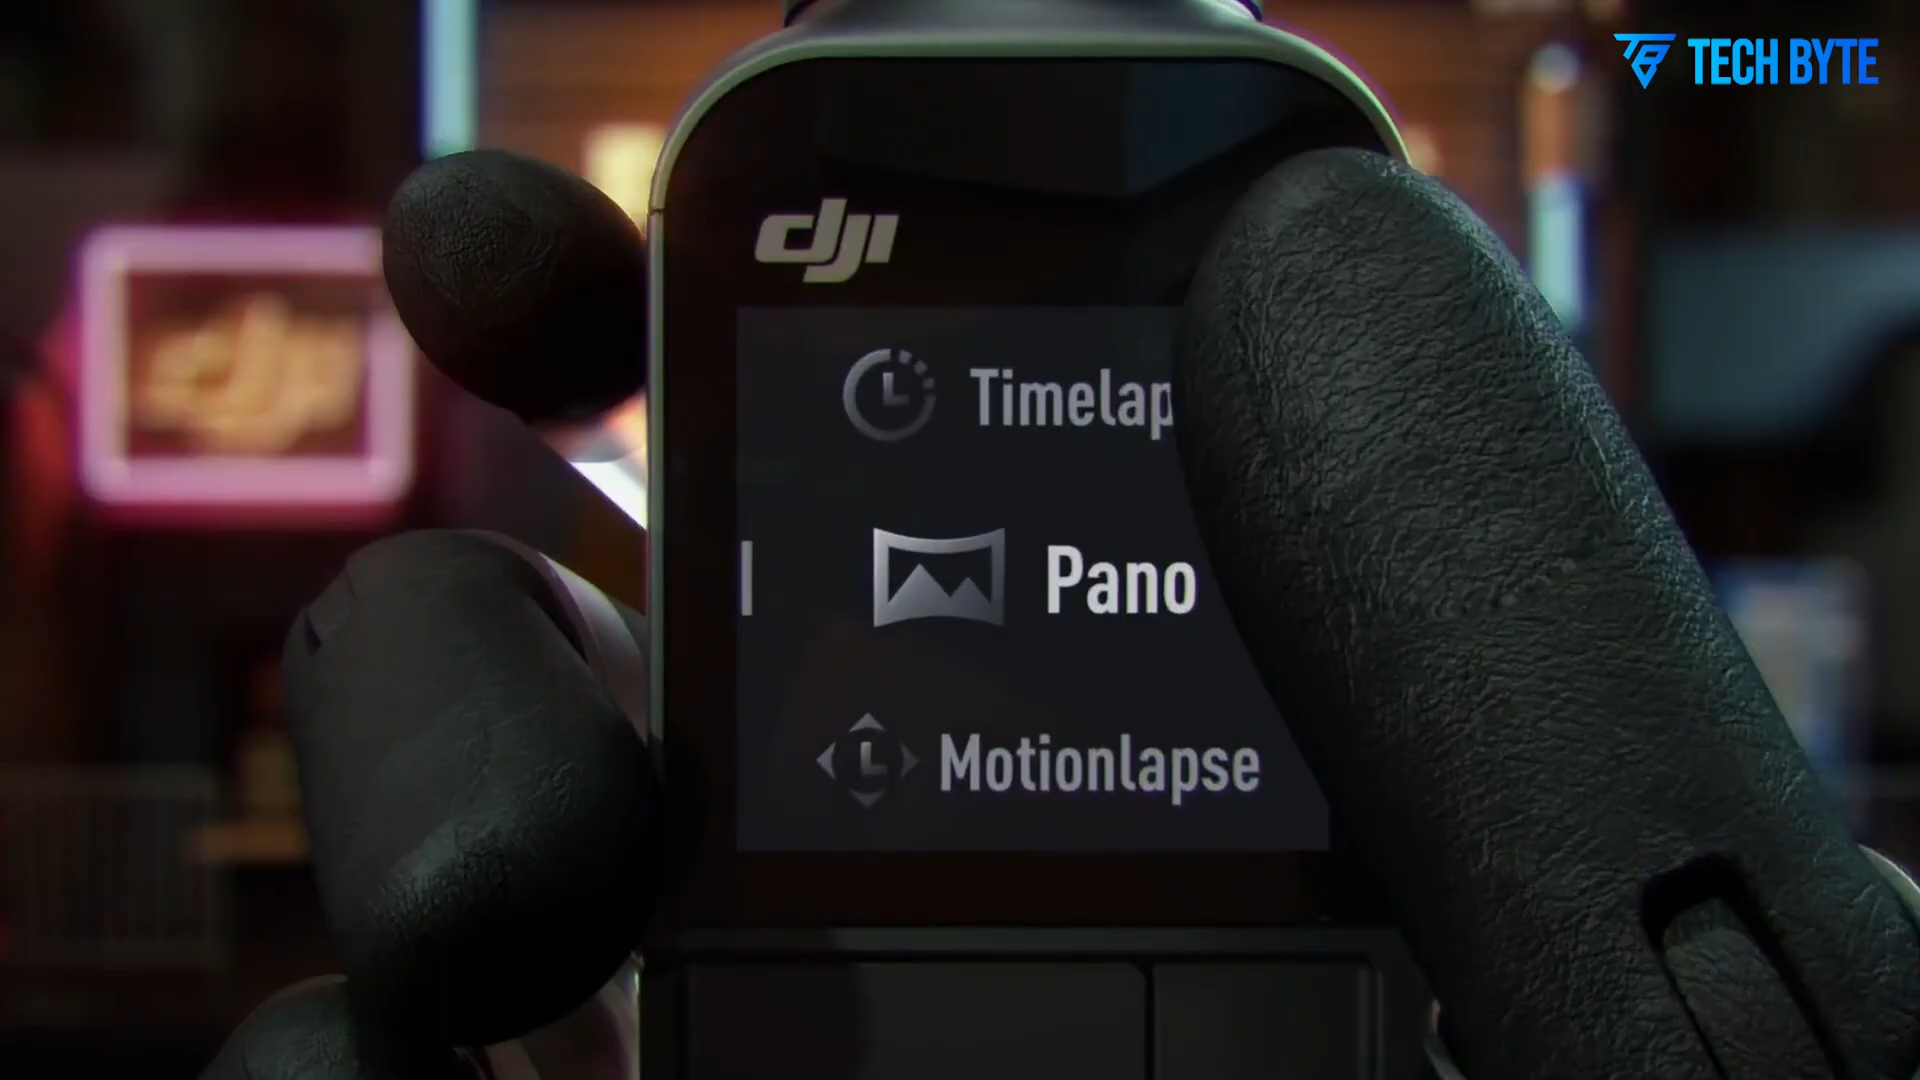 TECH BYTE
dji
dji
Timelap
Pano
Motionlapse